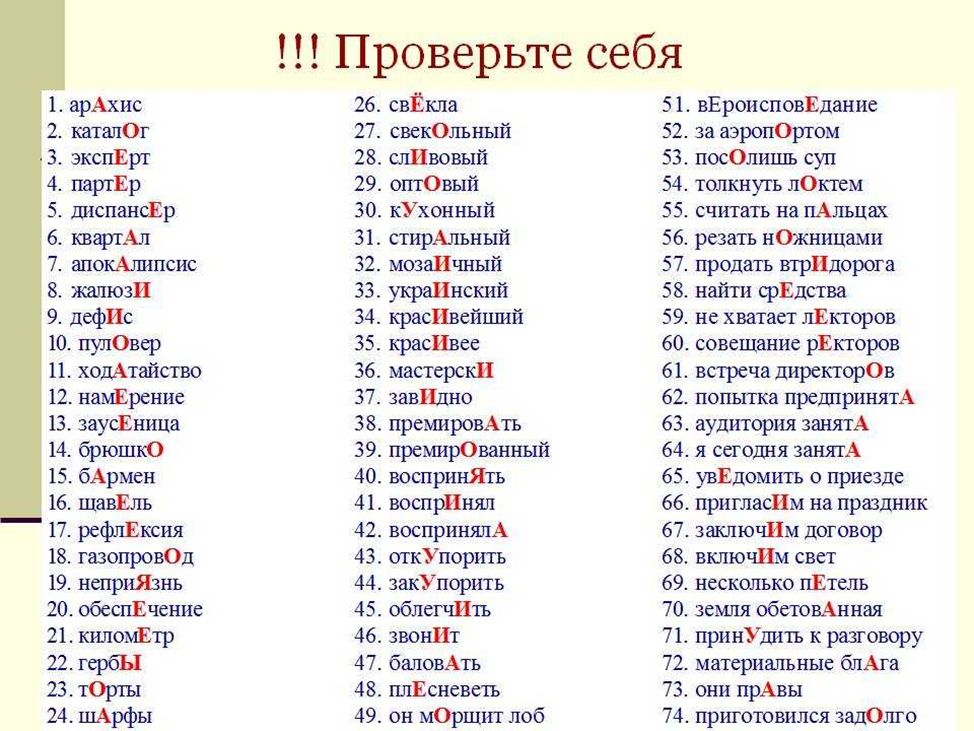 !!! Проверьте себя
1. арАхис
2. каталОг
3. экспЕрт
4. партЕр
5. диспансЕр
6. квартАл
7. апокАлипсис
8. жалюзИ
9. дефИс
10. пулОвер
11. ходАтайство
12. намЕрение
13. заусЕница
14. брюшкО
15. бАрмен
16. щавЕль
17. рефлЕксия
18. газопровОд
19. неприЯзнь
20. обеспЕчение
21. киломЕтр
22. гербЫ
23. тОрты
24. шАрфы
26. свЁкла
27. свекОльный
28. слИвовый
29. оптОвый
30. кУхонный
31. стирАльный
32. мозаИчный
33. украИнский
34. красИвейший
35. красИвее
36. мастерскИ
37. завИдно
38. премировАть
39. премирОванный
40. воспринЯть
41. воспрИнял
42. воспринялА
43. откУпорить
44. закУпорить
45. облегчИть
46. звонИт
47. баловАть
48. плЕсневеть
49. он мОрщит лоб
51. вЕроисповЕдание
52. за аэропОртом
53. посОлишь суп
54. толкнуть лОктем
55. считать на пАльцах
56. резать нОжницами
57. продать втрИдорога
58. найти срЕдства
59. не хватает лЕкторов
60. совещание рЕкторов
61. встреча директорОв
62. попытка предпринятА
63. аудитория занятА
64. я сегодня занятА
65. увЕдомить о приезде
66. пригласИм на праздник
67. заключИм договор
68. включИм свет
69. несколько пЕтель
70. земля обетовАнная
71. принУдить к разговору
72. материальные блАга
73. они прАвы
74. приготовился задОлго